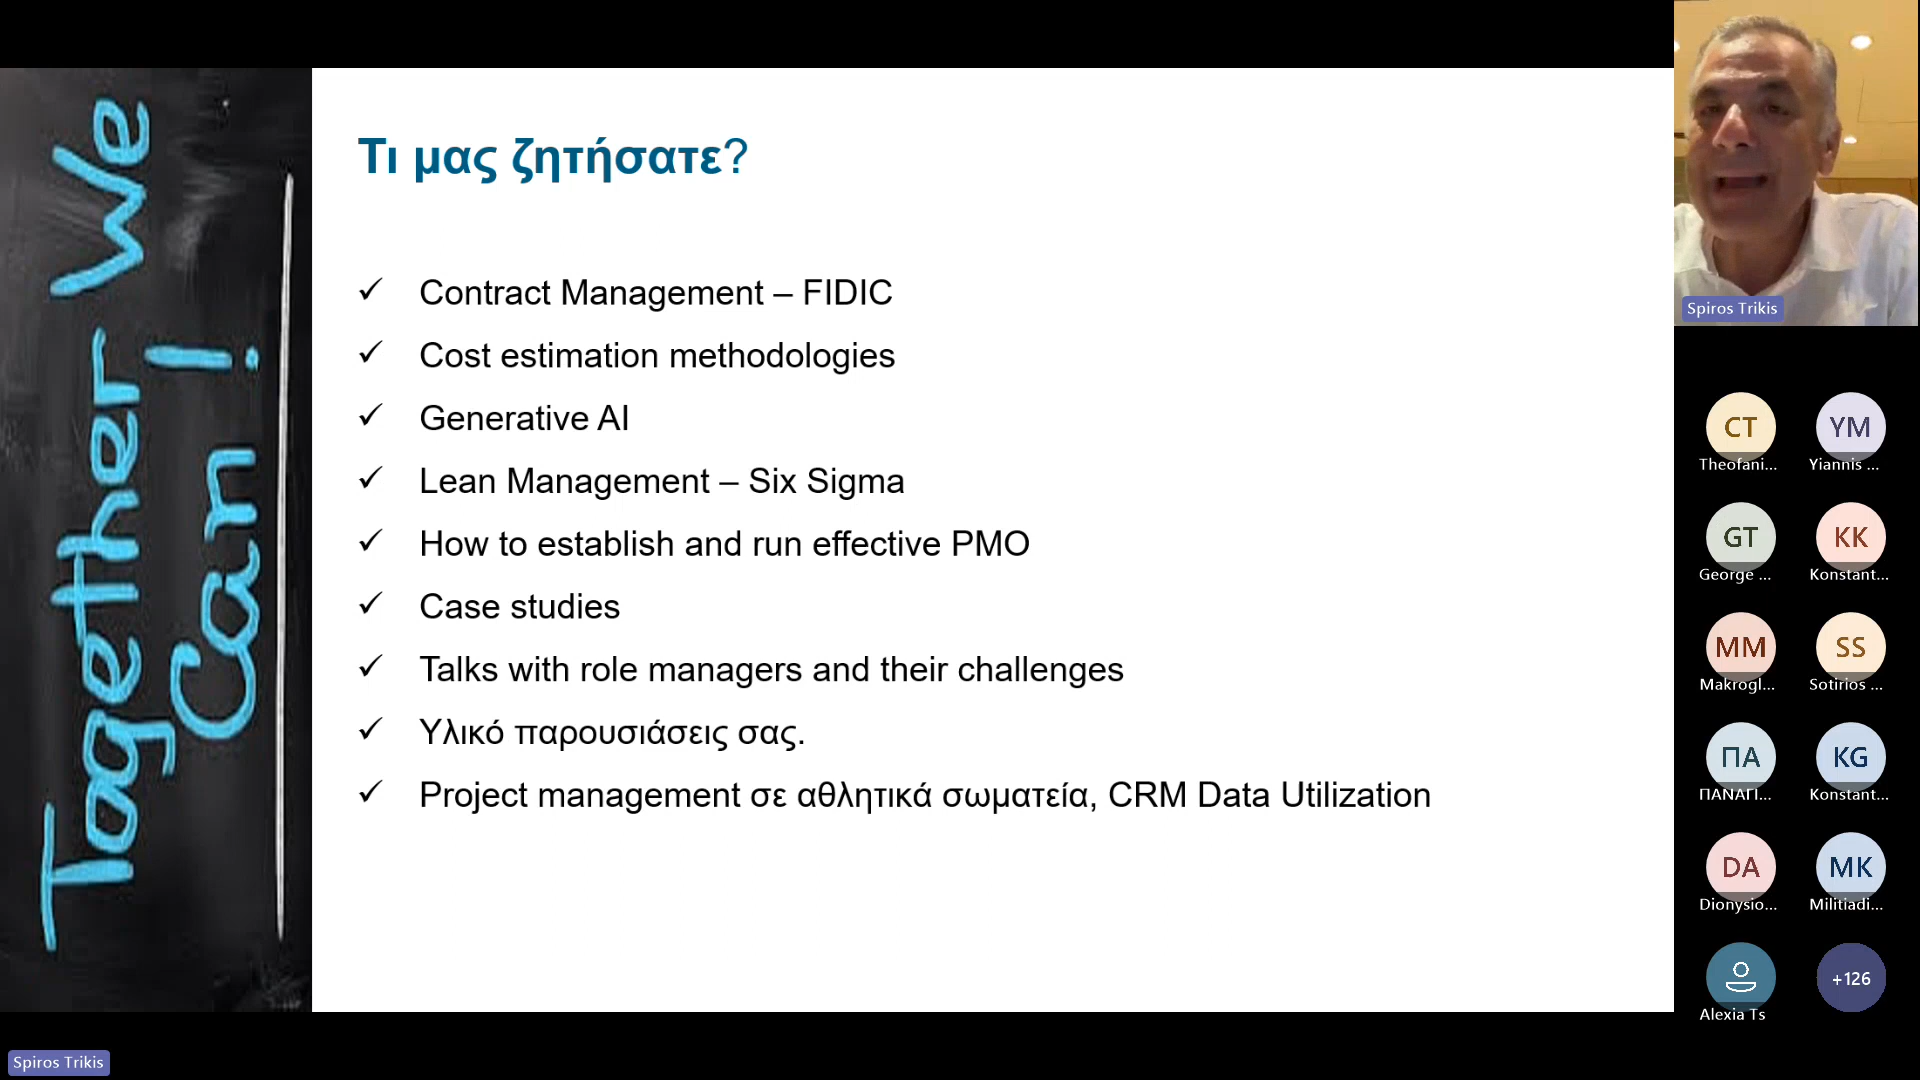 Together We
Can !
Τι μας ζητήσατε?
✓ Contract Management – FIDIC
✓ Cost estimation methodologies
✓ Generative AI
✓ Lean Management – Six Sigma
✓ How to establish and run effective PMO
✓ Case studies
✓ Talks with role managers and their challenges
✓ Υλικό παρουσιάσεις σας.
✓ Project management σε αθλητικά σωματεία, CRM Data Utilization
Spiros Trikis
CT YM
Theofani... Yiannis ...
GT KK
George ... Konstant...
MM SS
Makrogl... Sotirios ...
ΠΑ KG
ΠΑΝΑΓΙ... Konstant...
DA MK
Dionysio... Militiadi...
+126
Alexia Ts
Spiros Trikis